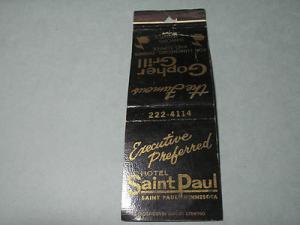 the Famous
Gopher
Grill
222-4114
Executive
Preferred
HOTEL
Saint Paul
SAINT PAUL, MINNESOTA